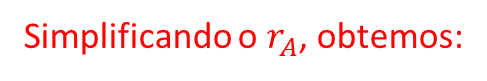 Simplificando o r_A, obtemos: